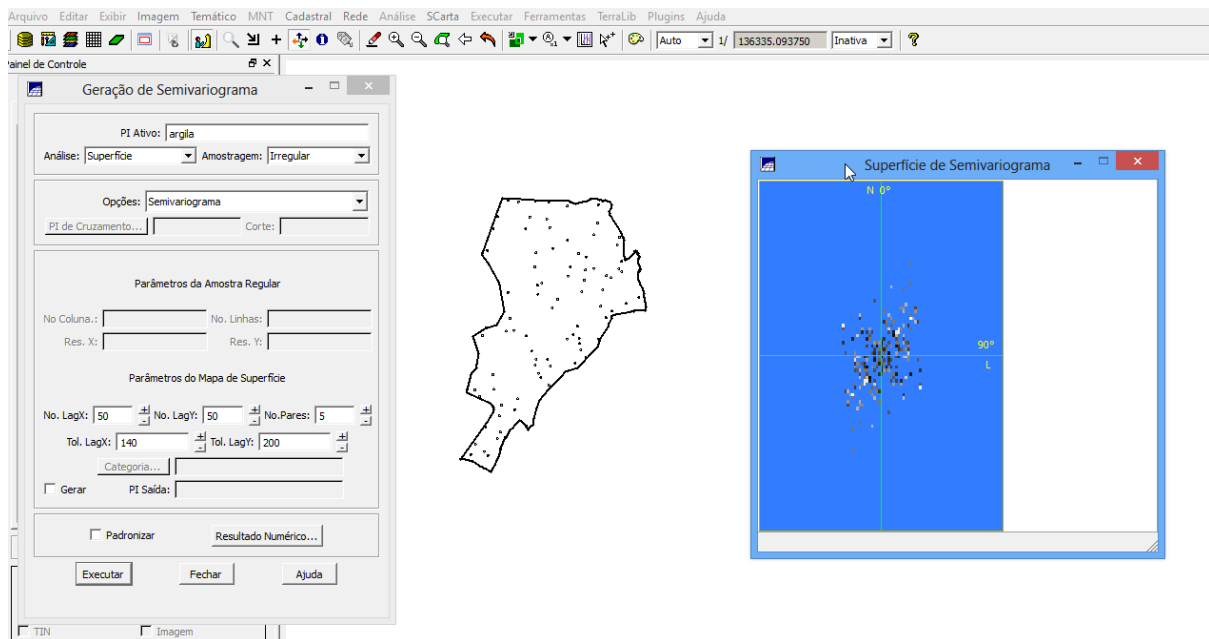 Arquivo Editar Exibir Imagem Temático MNT Cadastral Rede Análise SCarta Executar Ferramentas TerraLib Plugins Ajuda
Auto 1/ 136335.093750 Inativa
ainel de Controle
Geração de Semivariograma
PI Ativo: argila
Análise: Superfície Amostragem: Irregular
Opções: Semivariograma
PI de Cruzamento... Corte:
Parâmetros da Amostra Regular
No Coluna.: No. Linhas:
Res. X: Res. Y:
Parâmetros do Mapa de Superfície
No. LagX: 50 No. LagY: 50 No.Pares: 5
Tol. LagX: 140 Tol. LagY: 200
Categoria...
Gerar PI Saída:
Padronizar Resultado Numérico...
Executar Fechar Ajuda
TIN Imagem
Superfície de Semivariograma
N 0°
90°
L